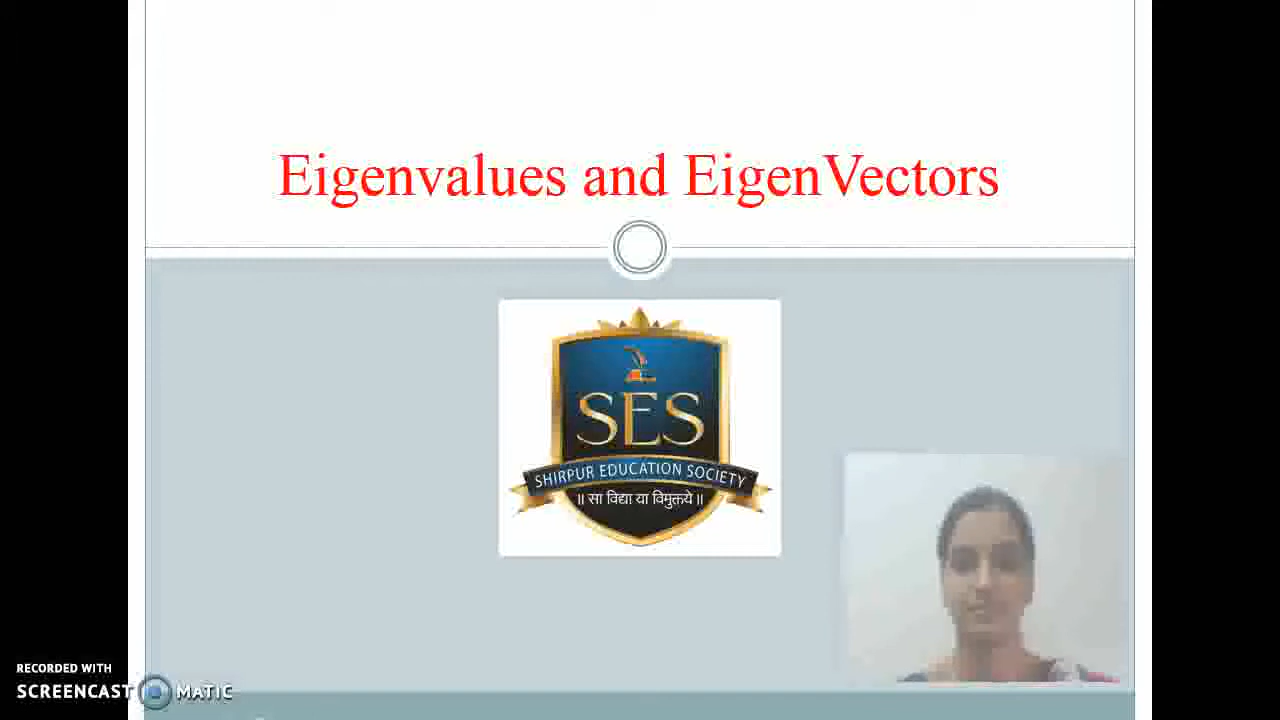 Eigenvalues and EigenVectors
SES
SHIRPUR EDUCATION SOCIETY
॥ सा विद्या या विमुक्तये ॥
RECORDED WITH
SCREENCAST MATIC